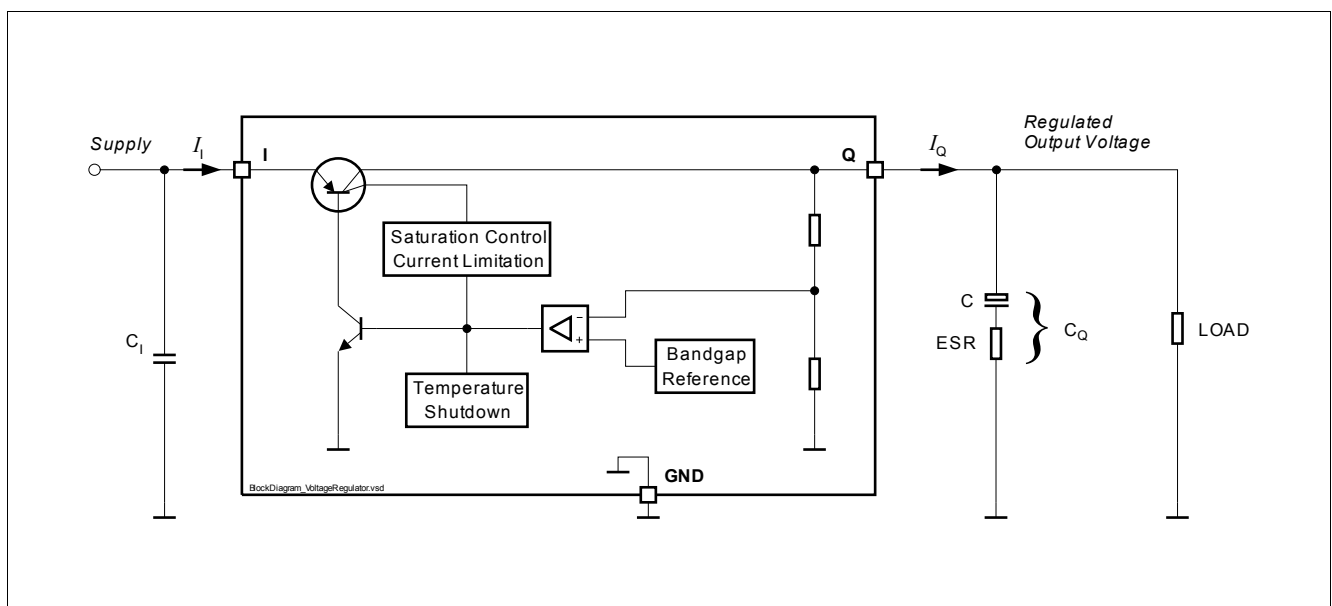 Supply
I_I
I
Q
I_Q
Regulated
Output Voltage
Saturation Control
Current Limitation
C_I
−
+
Bandgap
Reference
Temperature
Shutdown
C
ESR
}
C_Q
LOAD
GND
BlockDiagram_VoltageRegulator.vsd